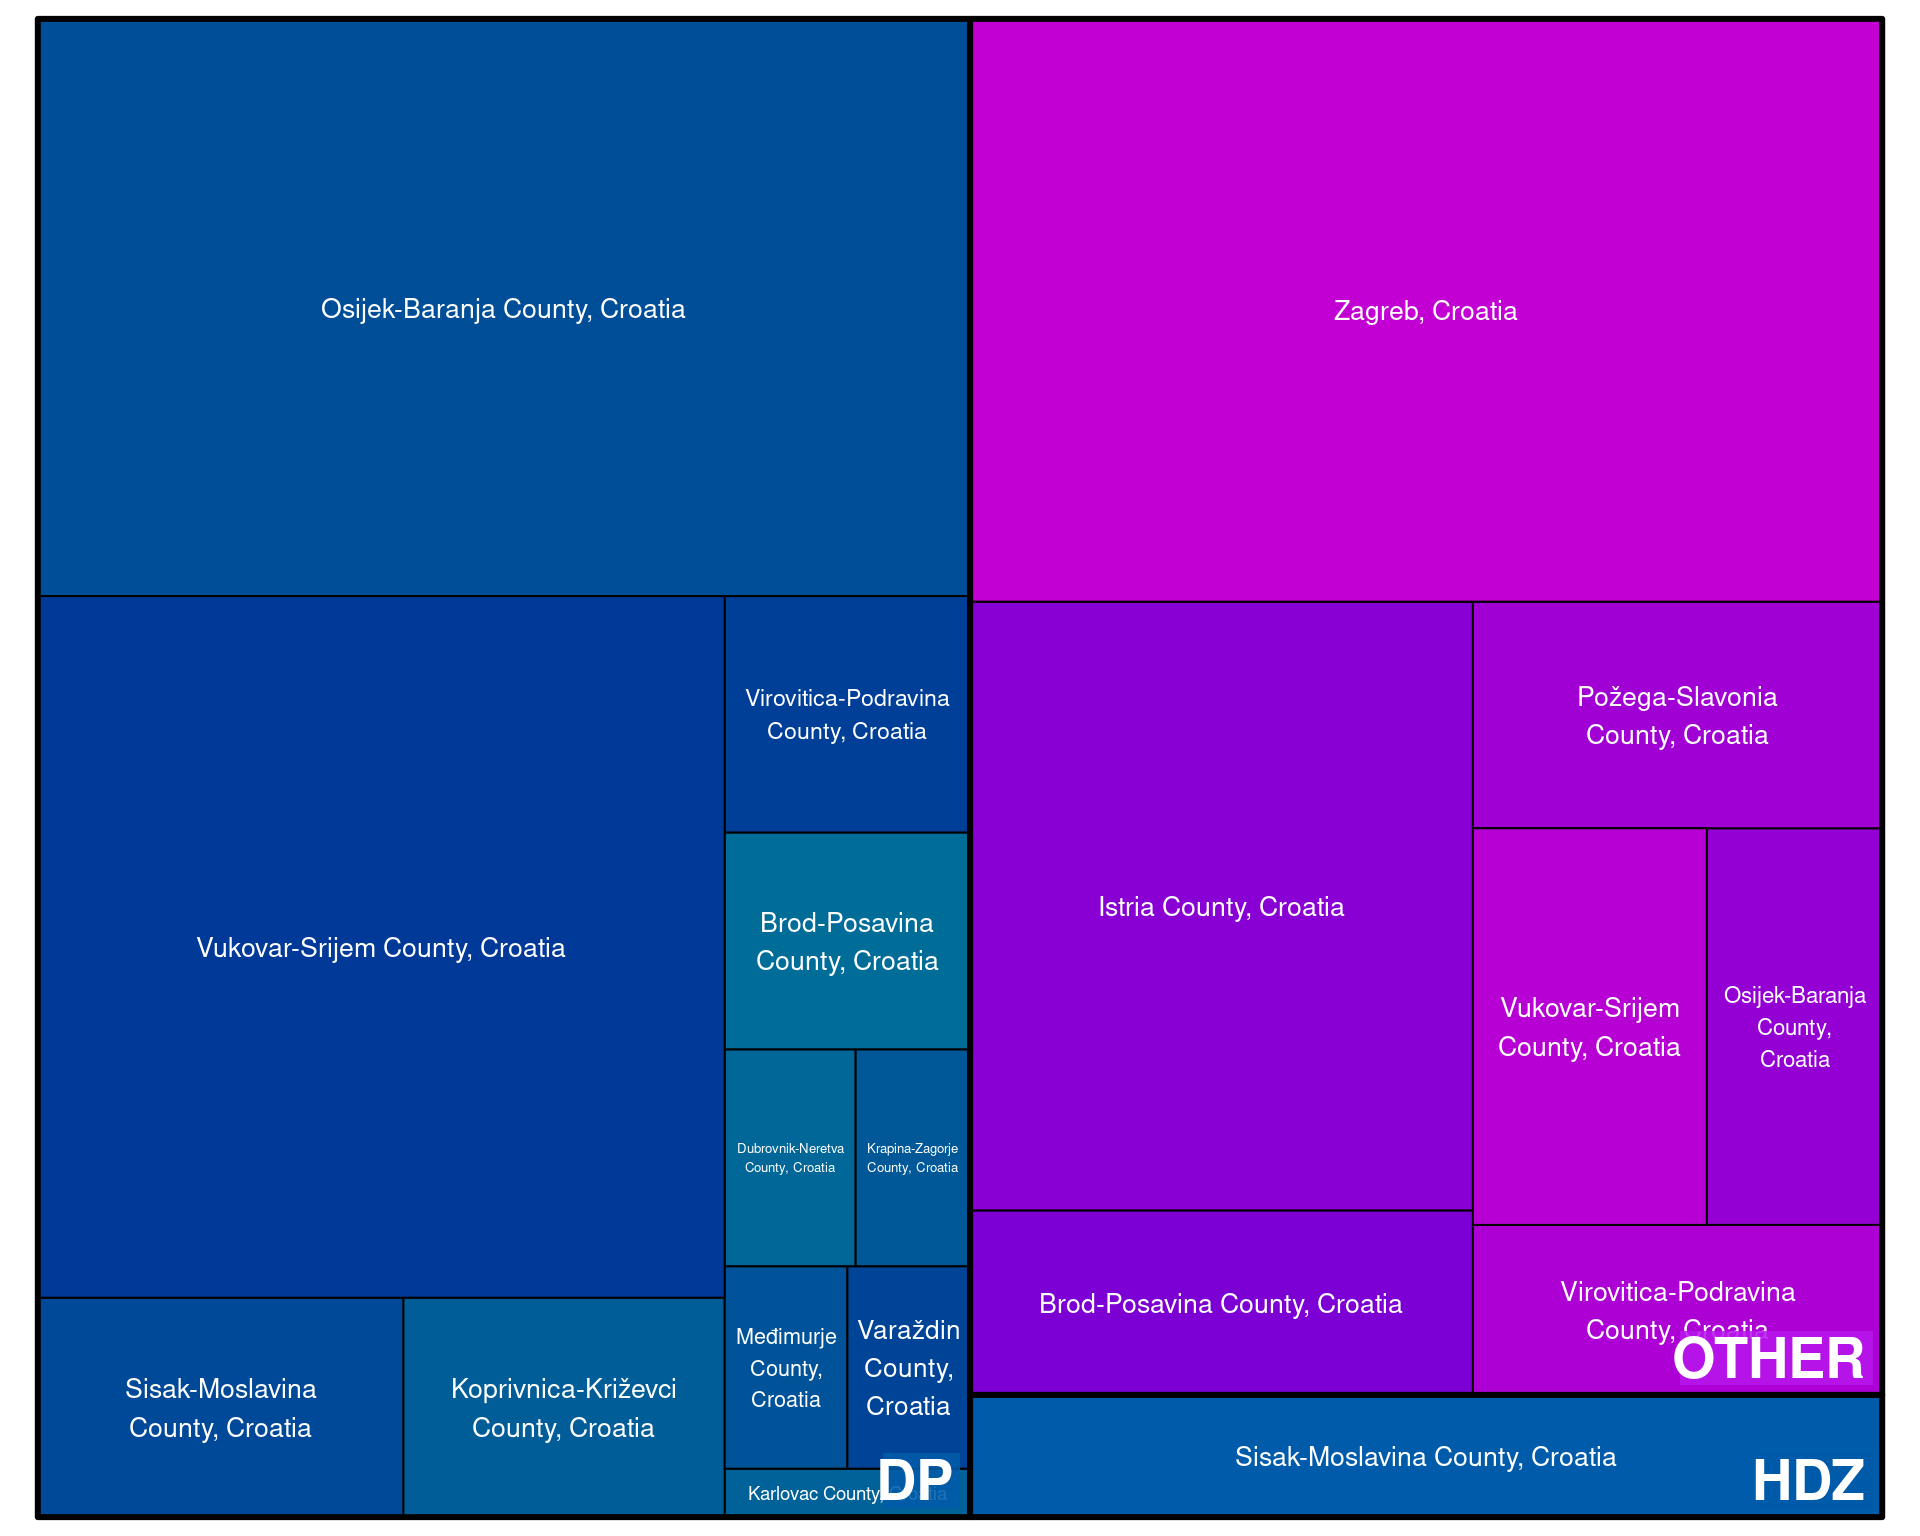 Osijek-Baranja County, Croatia
Vukovar-Srijem County, Croatia
Virovitica-Podravina
County, Croatia
Brod-Posavina
County, Croatia
Dubrovnik-Neretva
County, Croatia
Krapina-Zagorje
County, Croatia
Sisak-Moslavina
County, Croatia
Koprivnica-Križevci
County, Croatia
Međimurje
County,
Croatia
Varaždin
County,
Croatia
Karlovac County, Croatia
DP
Zagreb, Croatia
Istria County, Croatia
Požega-Slavonia
County, Croatia
Vukovar-Srijem
County, Croatia
Osijek-Baranja
County,
Croatia
Brod-Posavina County, Croatia
Virovitica-Podravina
County, Croatia
OTHER
Sisak-Moslavina County, Croatia
HDZ